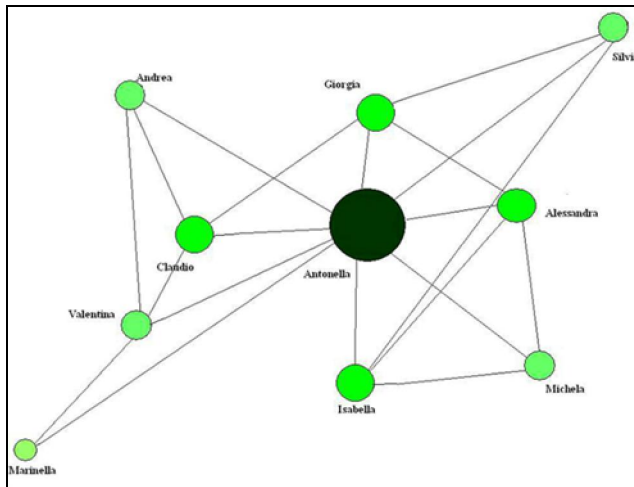 Silvi
Andrea
Giorgia
Alessandra
Claudio
Antonella
Valentina
Michela
Isabella
Marinella